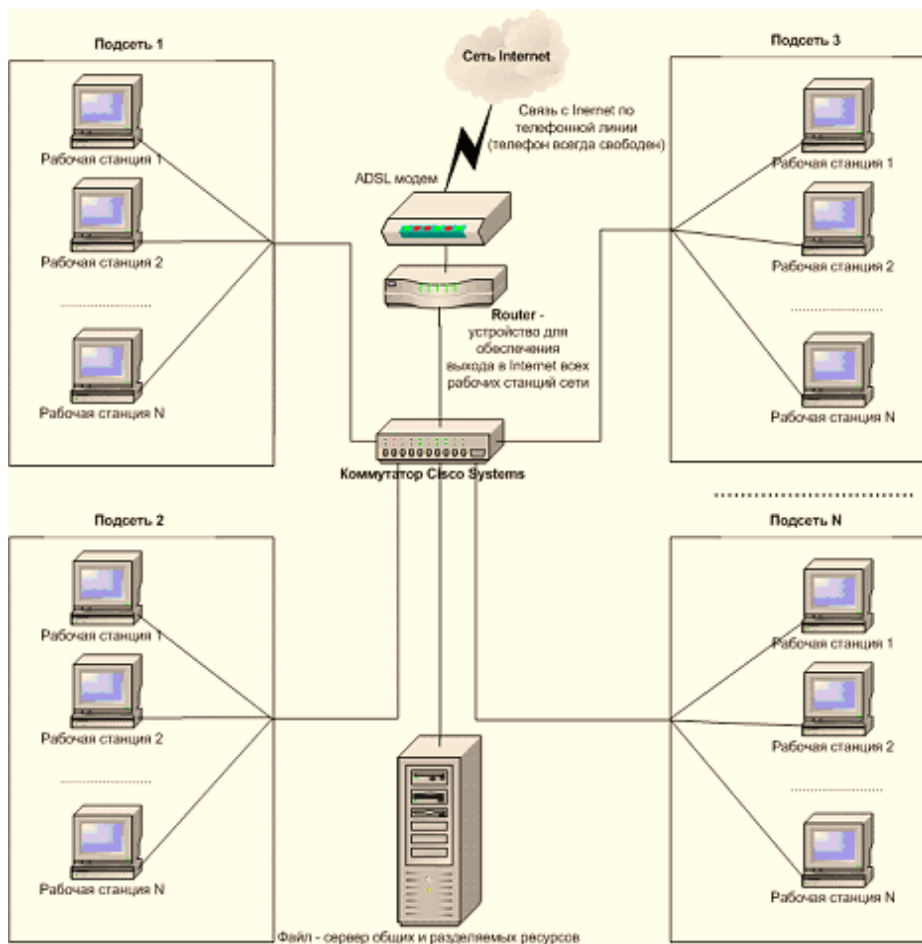 Подсеть 1
Рабочая станция 1
Рабочая станция 2
Рабочая станция N
Сеть Internet
Связь с Inernet по
телефонной линии
(телефон всегда свободен)
ADSL модем
Router -
устройство для
обеспечения
выхода в Internet всех
рабочих станций сети
Коммутатор Cisco Systems
Подсеть 3
Рабочая станция 1
Рабочая станция 2
Рабочая станция N
Подсеть 2
Рабочая станция 1
Рабочая станция 2
Рабочая станция N
Файл - сервер общих и разделяемых ресурсов
Подсеть N
Рабочая станция 1
Рабочая станция 2
Рабочая станция N